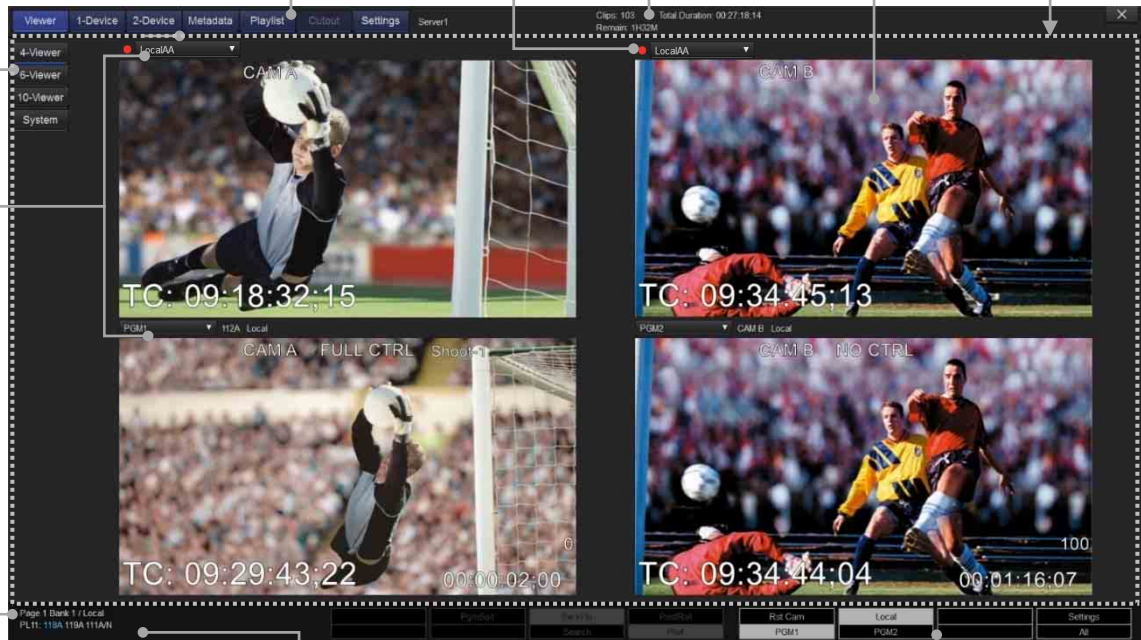 Viewer 1-Device 2-Device Metadata Playlist Cutout Settings Server1
Clips: 103 Total Duration: 00:27:18;14
Remain: 1H32M
4-Viewer
6-Viewer
10-Viewer
System
LocalAA
CAM A
TC: 09:18:32;15
LocalAA
CAM B
TC: 09:34:45;13
PGM1 112A Local
CAM A FULL CTRL Shoot-1
0
TC: 09:29:43;22 00:00:02:00
PGM2 CAM B Local
CAM B NO CTRL
100
TC: 09:34:44;04 00:01:16;07
Page 1 Bank 1 / Local
PL11: 118A 119A 111A/N
Search
Rst Cam Local Settings
PGM1 PGM2 All